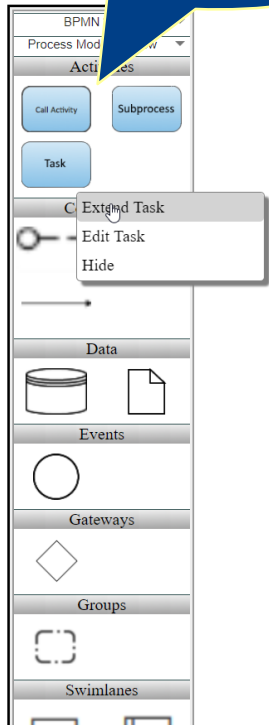 BPMN
Process Mod
Call Activity
Subprocess
Task
Extend Task
Edit Task
Hide
Data
Events
Gateways
Groups
Swimlanes